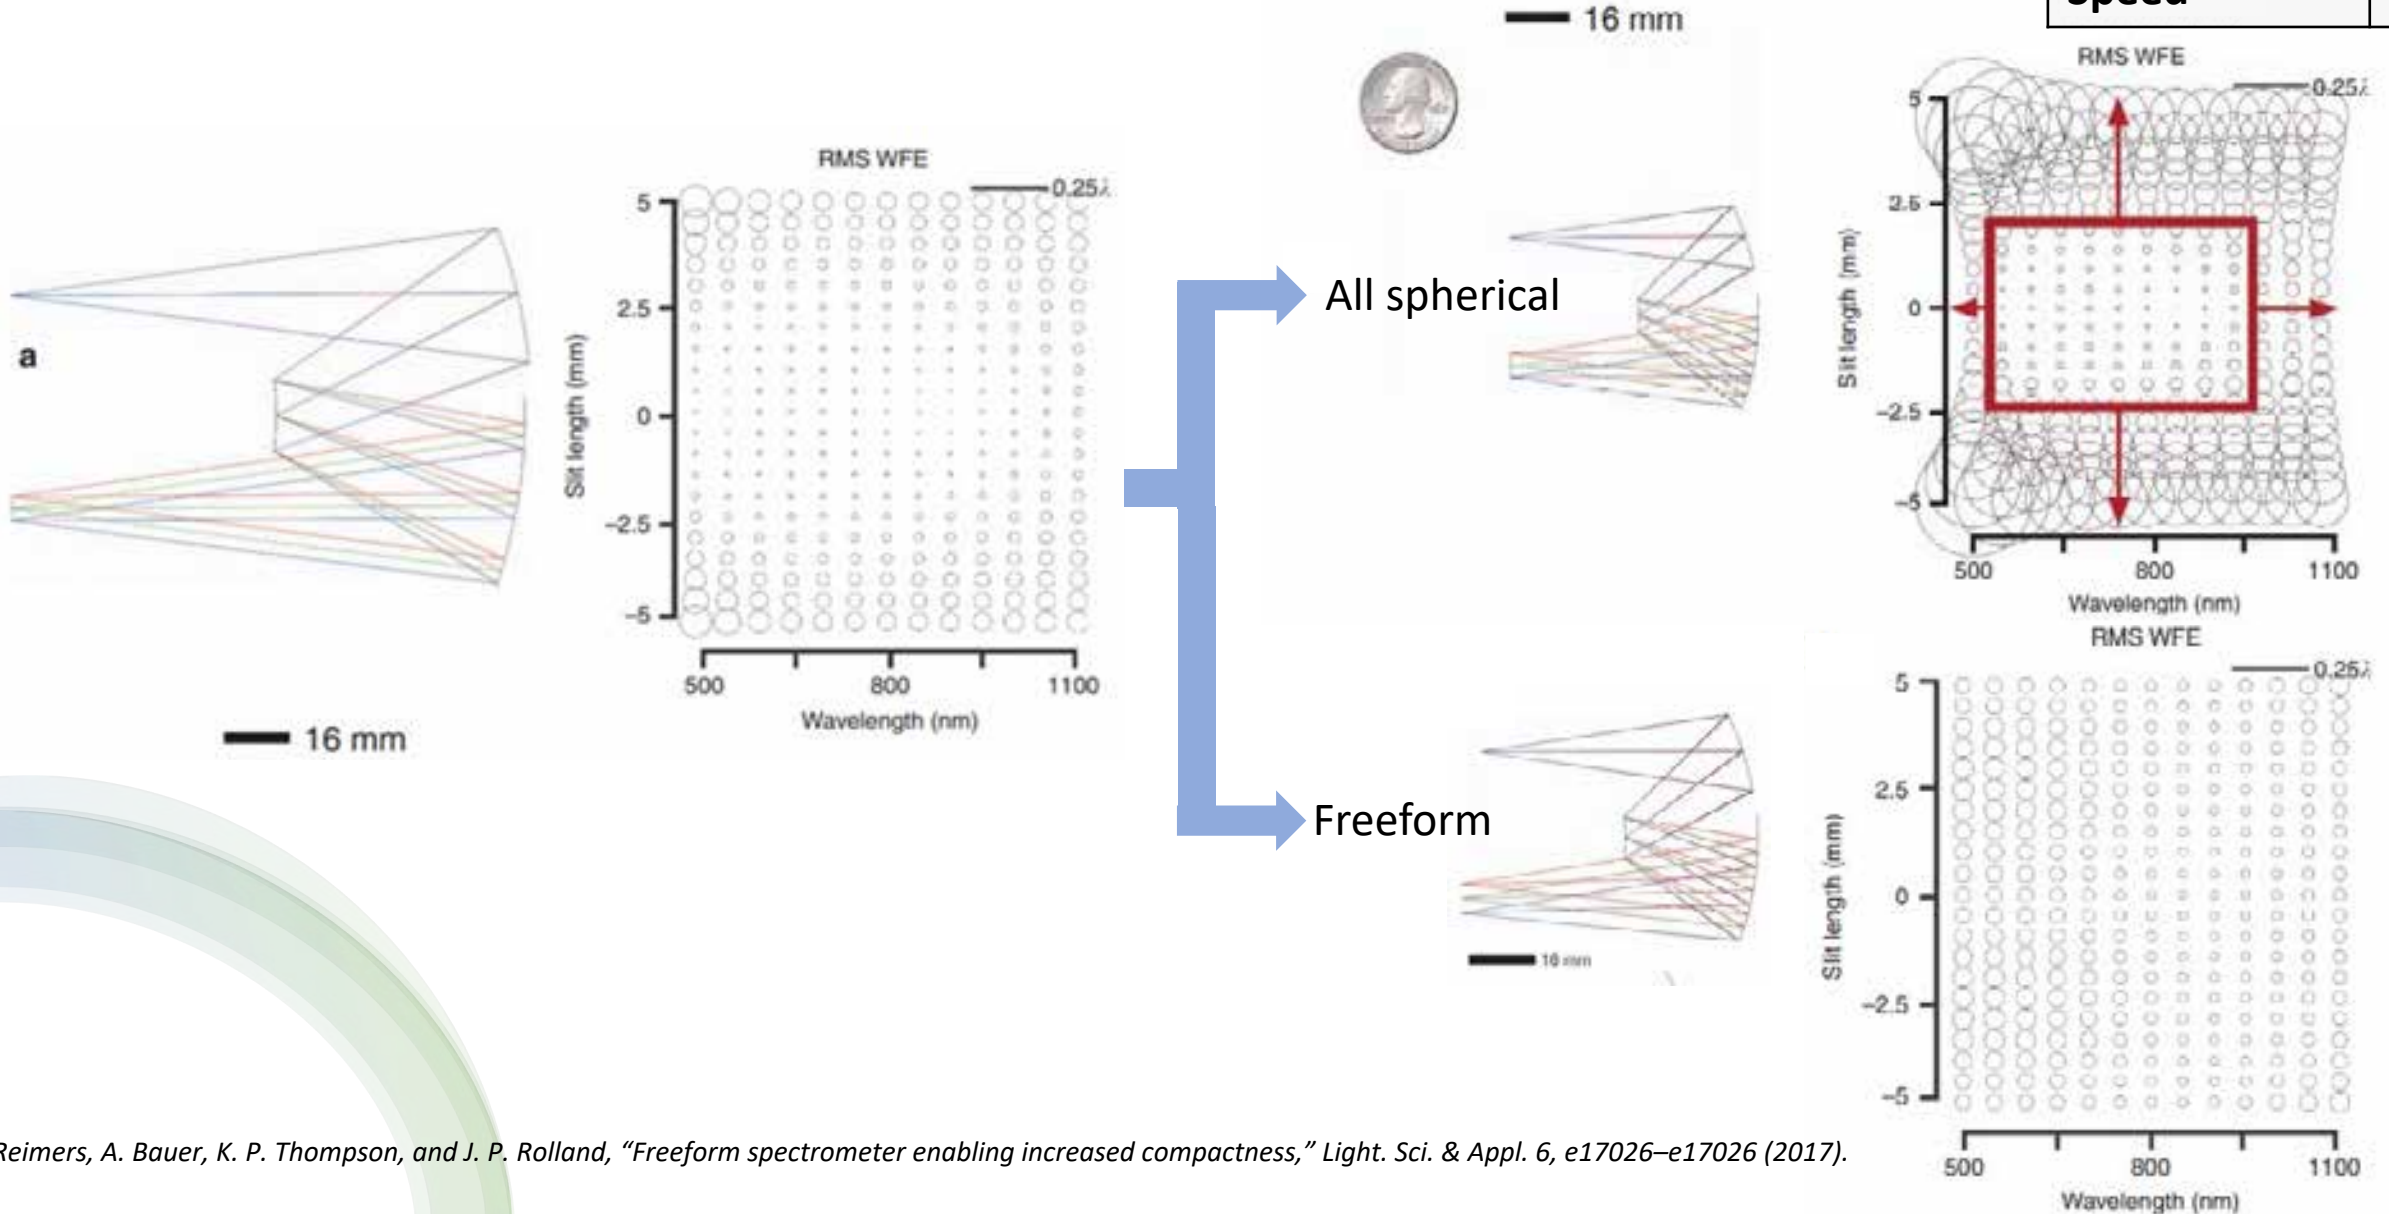 Speed
16 mm
RMS WFE
0.25λ
5
2.5
0
−2.5
−5
Slit length (mm)
500
800
1100
Wavelength (nm)
a
16 mm
RMS WFE
0.25λ
5
2.5
0
−2.5
−5
Slit length (mm)
500
800
1100
Wavelength (nm)
All spherical
Freeform
16 mm
RMS WFE
0.25λ
5
2.5
0
−2.5
−5
Slit length (mm)
500
800
1100
Wavelength (nm)
Reimers, A. Bauer, K. P. Thompson, and J. P. Rolland, “Freeform spectrometer enabling increased compactness,” Light. Sci. & Appl. 6, e17026–e17026 (2017).